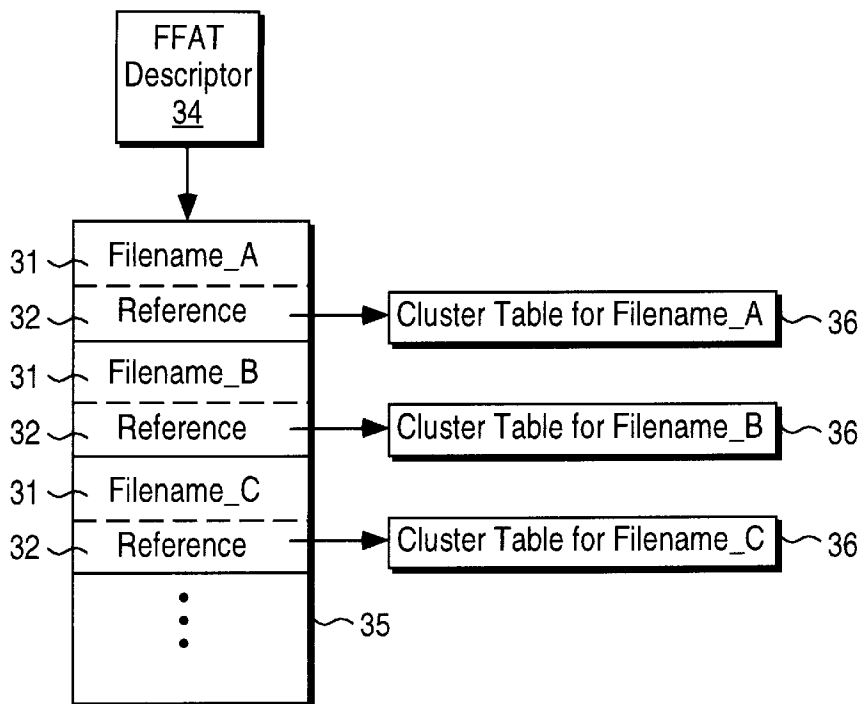 FFAT
Descriptor
34
31 Filename_A
32 Reference
Cluster Table for Filename_A 36
31 Filename_B
32 Reference
Cluster Table for Filename_B 36
31 Filename_C
32 Reference
Cluster Table for Filename_C 36
35